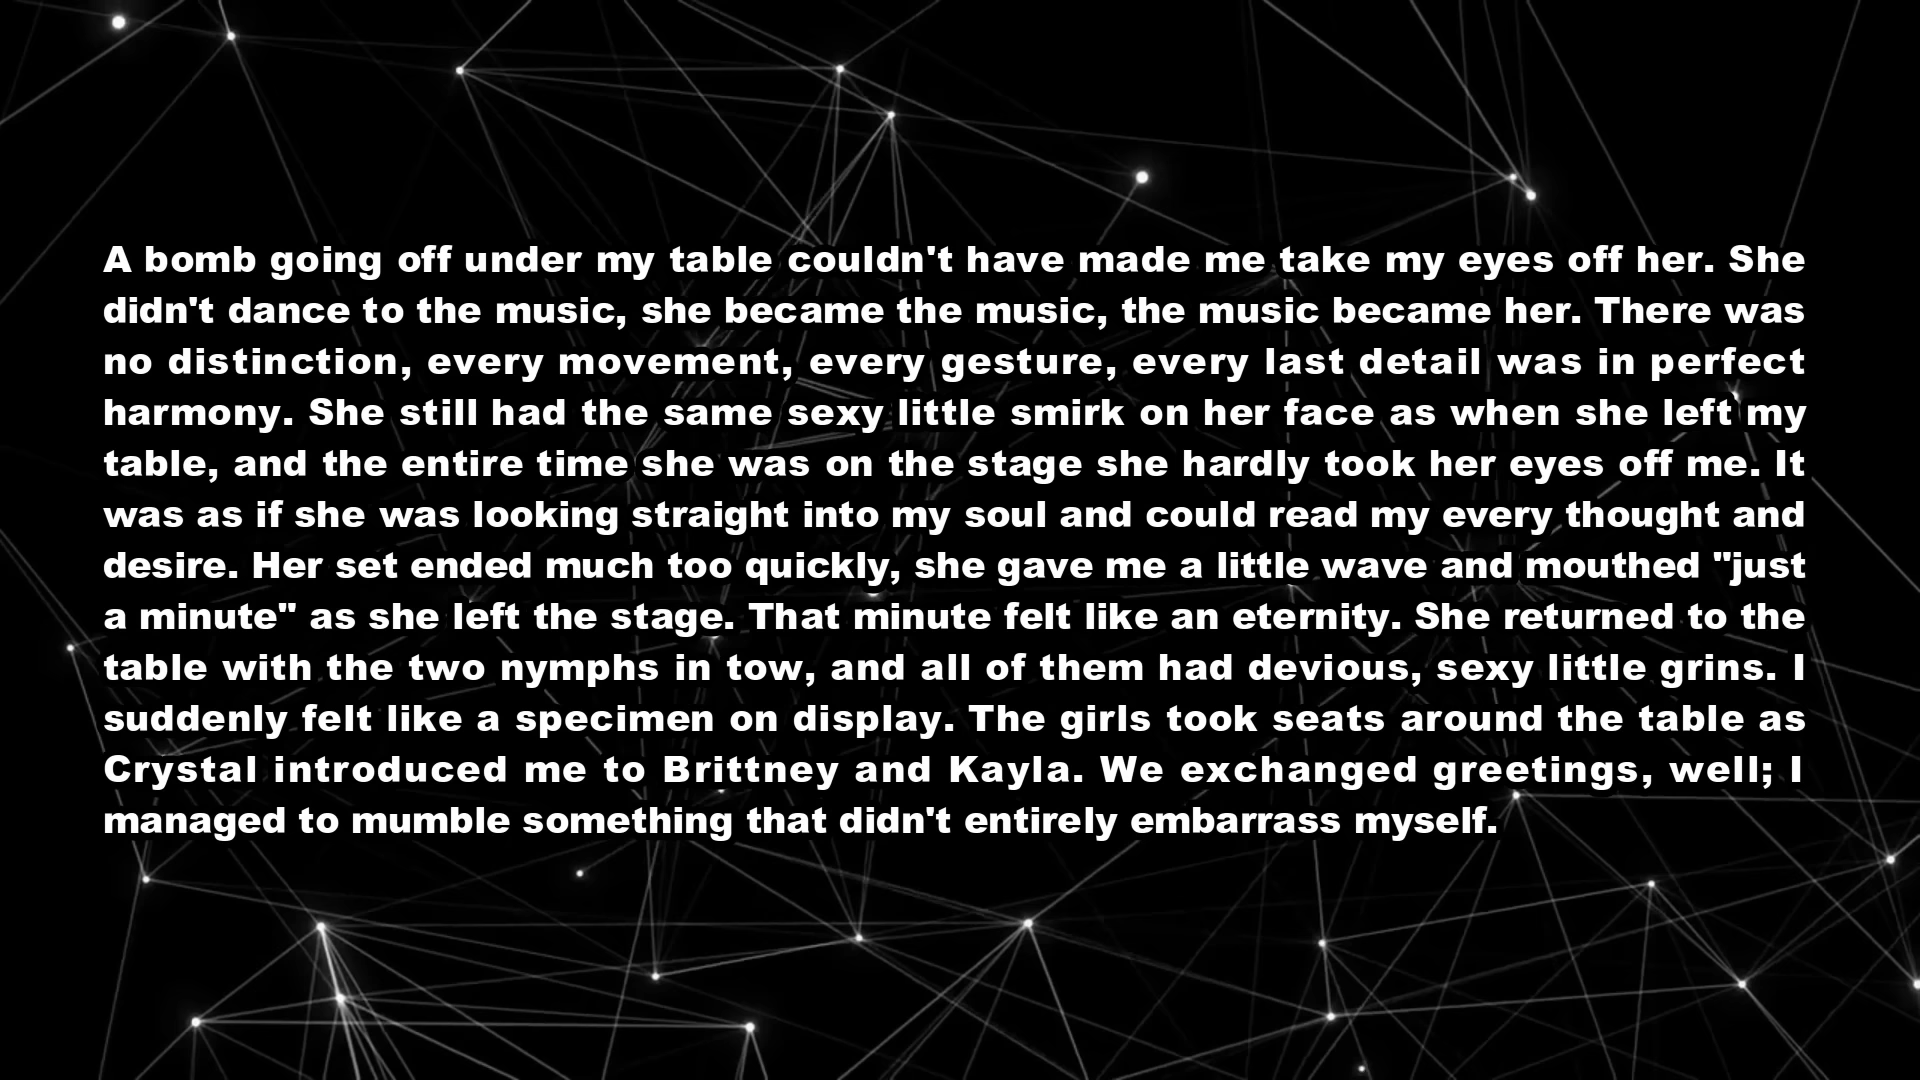 A bomb going off under my table couldn't have made me take my eyes off her. She
didn't dance to the music, she became the music, the music became her. There was
no distinction, every movement, every gesture, every last detail was in perfect
harmony. She still had the same sexy little smirk on her face as when she left my
table, and the entire time she was on the stage she hardly took her eyes off me. It
was as if she was looking straight into my soul and could read my every thought and
desire. Her set ended much too quickly, she gave me a little wave and mouthed "just
a minute" as she left the stage. That minute felt like an eternity. She returned to the
table with the two nymphs in tow, and all of them had devious, sexy little grins. I
suddenly felt like a specimen on display. The girls took seats around the table as
Crystal introduced me to Brittney and Kayla. We exchanged greetings, well; I
managed to mumble something that didn't entirely embarrass myself.